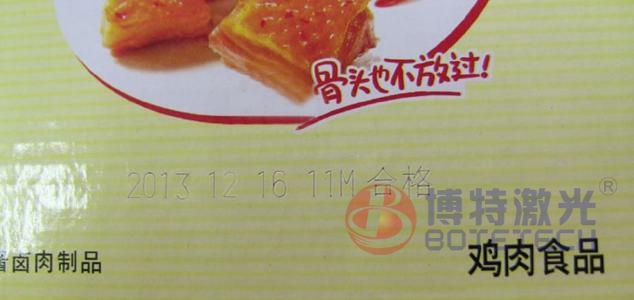 骨头也不放过!
2013 12 16 11M 合格
博特激光®
BOTETECH
酱卤肉制品
鸡肉食品